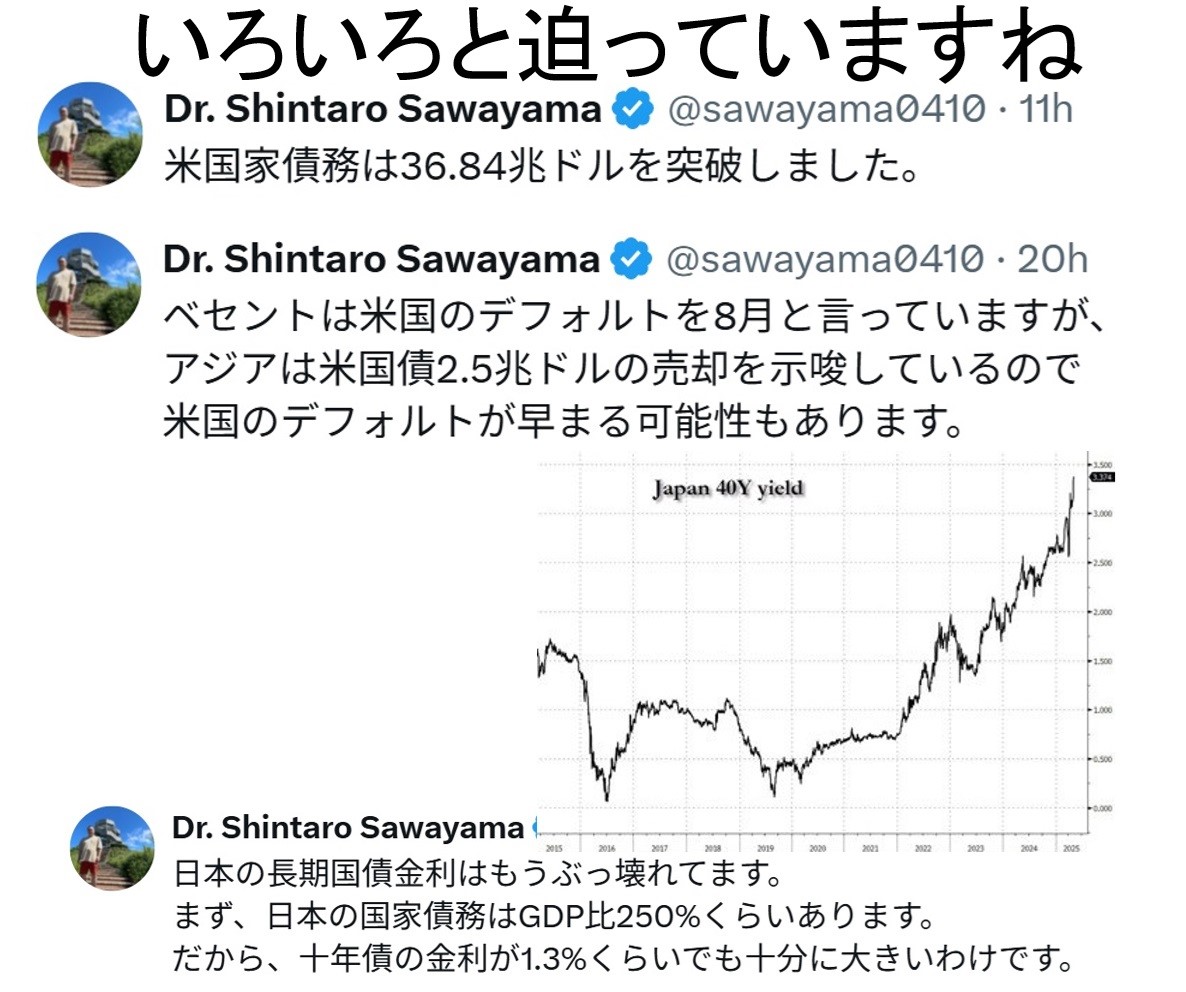 いろいろと迫っていますね
Dr. Shintaro Sawayama @sawayama0410 · 11h
米国家債務は36.84兆ドルを突破しました。
Dr. Shintaro Sawayama @sawayama0410 · 20h
ベセントは米国のデフォルトを8月と言っていますが、
アジアは米国債2.5兆ドルの売却を示唆しているので
米国のデフォルトが早まる可能性もあります。
Japan 40Y yield
3.500
3.374
3.000
2.500
2.000
1.500
1.000
0.500
0.000
2015 2016 2017 2018 2019 2020 2021 2022 2023 2024 2025
Dr. Shintaro Sawayama
日本の長期国債金利はもうぶっ壊れてます。
まず、日本の国家債務はGDP比250%くらいあります。
だから、十年債の金利が1.3%くらいでも十分に大きいわけです。